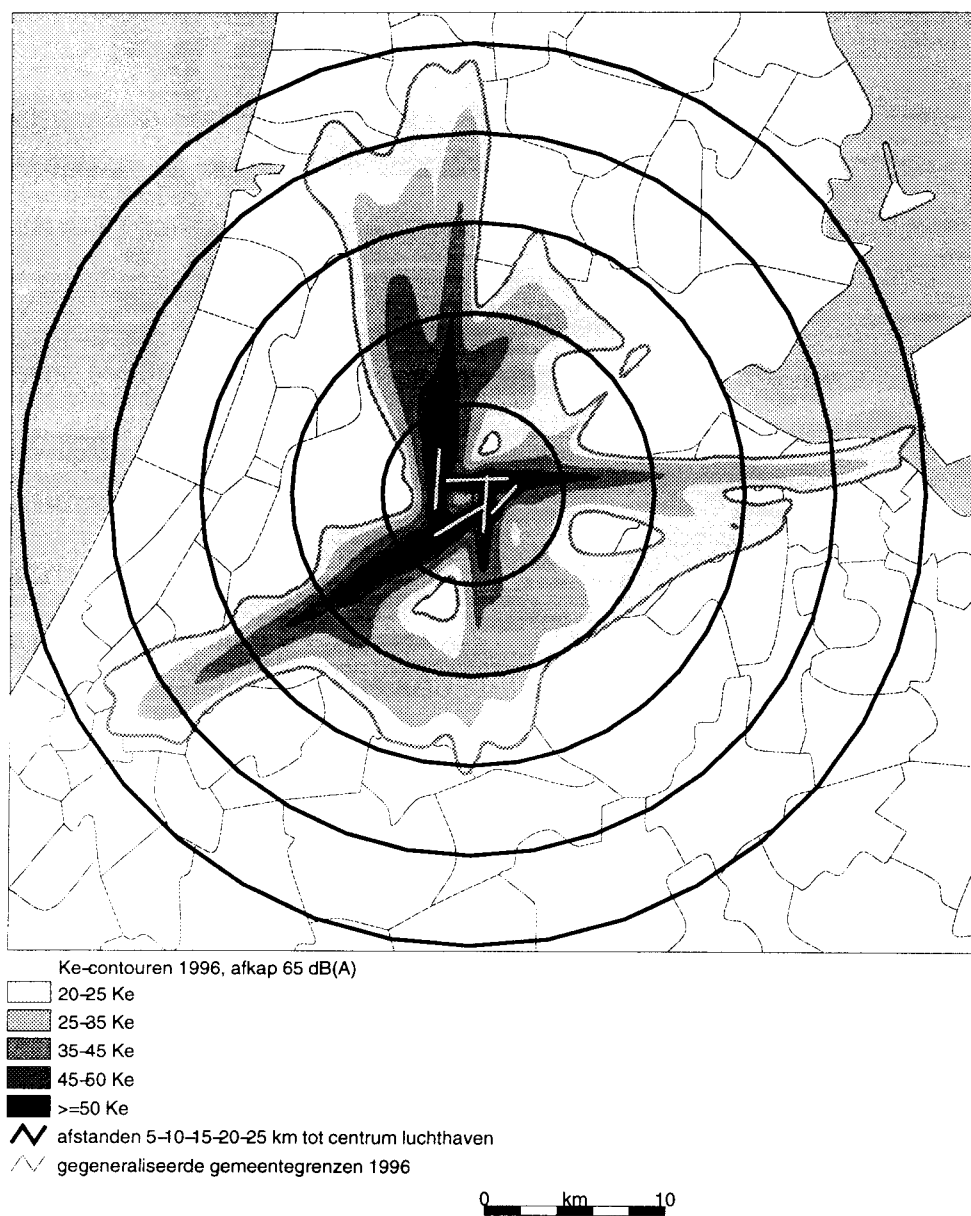 Ke-contouren 1996, afkap 65 dB(A)
20-25 Ke
25-35 Ke
35-45 Ke
45-50 Ke
>=50 Ke
afstanden 5-10-15-20-25 km tot centrum luchthaven
gegeneraliseerde gemeentegrenzen 1996
0 km 10